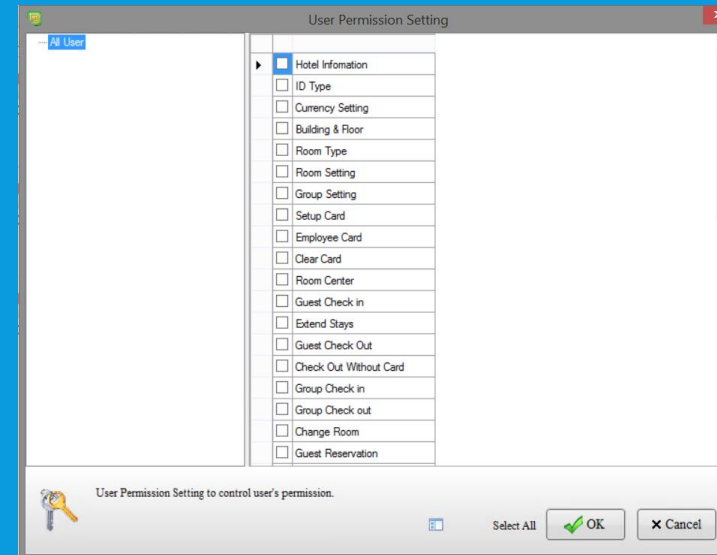 User Permission Setting
All User
Hotel Infomation
ID Type
Currency Setting
Building & Floor
Room Type
Room Setting
Group Setting
Setup Card
Employee Card
Clear Card
Room Center
Guest Check in
Extend Stays
Guest Check Out
Check Out Without Card
Group Check in
Group Check out
Change Room
Guest Reservation
User Permission Setting to control user's permission.
Select All
OK
Cancel